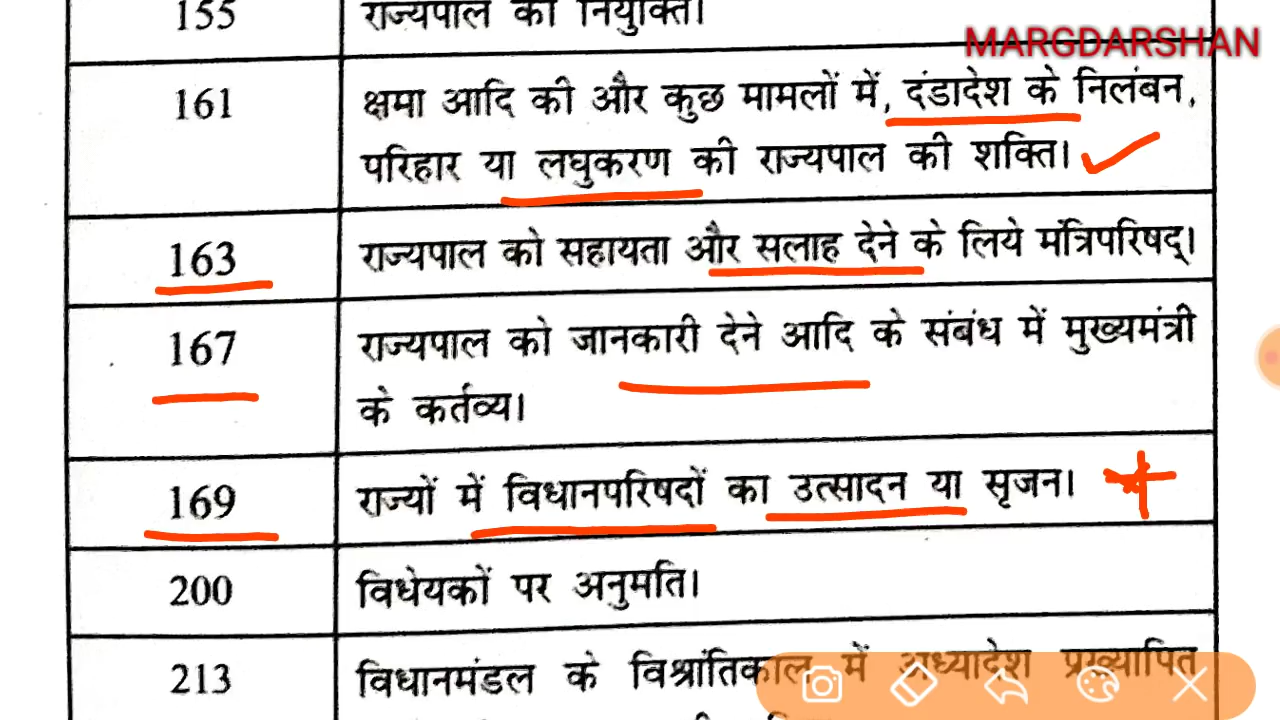 155 राज्यपाल की नियुक्ति।
MARGDARSHAN
161 क्षमा आदि की और कुछ मामलों में, दंडादेश के निलंबन,
परिहार या लघुकरण की राज्यपाल की शक्ति।
163 राज्यपाल को सहायता और सलाह देने के लिये मंत्रिपरिषद्।
167 राज्यपाल को जानकारी देने आदि के संबंध में मुख्यमंत्री
के कर्तव्य।
169 राज्यों में विधानपरिषदों का उत्सादन या सृजन।
200 विधेयकों पर अनुमति।
213 विधानमंडल के विश्रांतिकाल में अध्यादेश प्रख्यापित